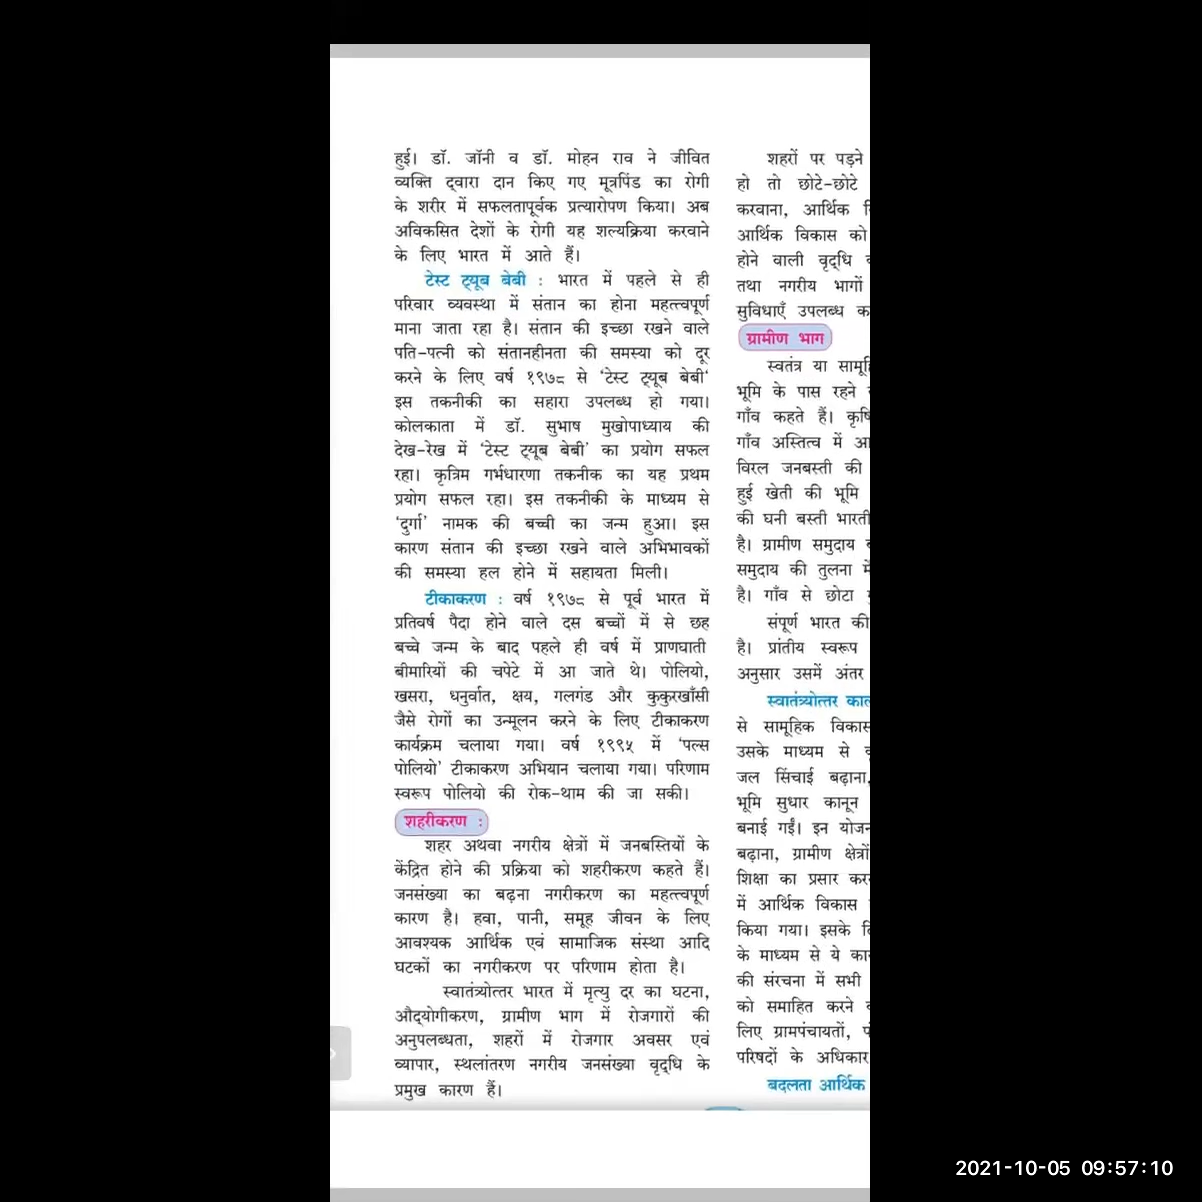 हुई। डॉ. जॉनी व डॉ. मोहन राव ने जीवित
व्यक्ति द्वारा दान किए गए मूत्रपिंड का रोगी
के शरीर में सफलतापूर्वक प्रत्यारोपण किया। अब
अविकसित देशों के रोगी यह शल्यक्रिया करवाने
के लिए भारत में आते हैं।
टेस्ट ट्यूब बेबी : भारत में पहले से ही
परिवार व्यवस्था में संतान का होना महत्त्वपूर्ण
माना जाता रहा है। संतान की इच्छा रखने वाले
पति-पत्नी को संतानहीनता की समस्या को दूर
करने के लिए वर्ष १९७८ से ‘टेस्ट ट्यूब बेबी‘
इस तकनीकी का सहारा उपलब्ध हो गया।
कोलकाता में डॉ. सुभाष मुखोपाध्याय की
देख-रेख में ‘टेस्ट ट्यूब बेबी’ का प्रयोग सफल
रहा। कृत्रिम गर्भधारणा तकनीक का यह प्रथम
प्रयोग सफल रहा। इस तकनीकी के माध्यम से
‘दुर्गा’ नामक की बच्ची का जन्म हुआ। इस
कारण संतान की इच्छा रखने वाले अभिभावकों
की समस्या हल होने में सहायता मिली।
टीकाकरण : वर्ष १९७८ से पूर्व भारत में
प्रतिवर्ष पैदा होने वाले दस बच्चों में से छह
बच्चे जन्म के बाद पहले ही वर्ष में प्राणघाती
बीमारियों की चपेटे में आ जाते थे। पोलियो,
खसरा, धनुर्वात, क्षय, गलगंड और कुकुरखाँसी
जैसे रोगों का उन्मूलन करने के लिए टीकाकरण
कार्यक्रम चलाया गया। वर्ष १९९५ में ‘पल्स
पोलियो’ टीकाकरण अभियान चलाया गया। परिणाम
स्वरूप पोलियो की रोक-थाम की जा सकी।
शहरीकरण :
शहर अथवा नगरीय क्षेत्रों में जनबस्तियों के
केंद्रित होने की प्रक्रिया को शहरीकरण कहते हैं।
जनसंख्या का बढ़ना नगरीकरण का महत्त्वपूर्ण
कारण है। हवा, पानी, समूह जीवन के लिए
आवश्यक आर्थिक एवं सामाजिक संस्था आदि
घटकों का नगरीकरण पर परिणाम होता है।
स्वातंत्र्योत्तर भारत में मृत्यु दर का घटना,
औद्योगीकरण, ग्रामीण भाग में रोजगारों की
अनुपलब्धता, शहरों में रोजगार अवसर एवं
व्यापार, स्थलांतरण नगरीय जनसंख्या वृद्धि के
प्रमुख कारण हैं।
शहरों पर पड़ने
हो तो छोटे-छोटे
करवाना, आर्थिक
आर्थिक विकास को
होने वाली वृद्धि
तथा नगरीय भागों
सुविधाएँ उपलब्ध क
ग्रामीण भाग
स्वतंत्र या सामूहि
भूमि के पास रहने
गाँव कहते हैं। कृषि
गाँव अस्तित्व में आ
विरल जनबस्ती की
हुई खेती की भूमि
की घनी बस्ती भारती
है। ग्रामीण समुदाय
समुदाय की तुलना में
है। गाँव से छोटा
संपूर्ण भारत की
है। प्रांतीय स्वरूप
अनुसार उसमें अंतर
स्वातंत्र्योत्तर काल
से सामूहिक विकास
उसके माध्यम से
जल सिंचाई बढ़ाना,
भूमि सुधार कानून
बनाई गईं। इन योजन
बढ़ाना, ग्रामीण क्षेत्रों
शिक्षा का प्रसार कर
में आर्थिक विकास
किया गया। इसके
के माध्यम से ये का
की संरचना में सभी
को समाहित करने
लिए ग्रामपंचायतों,
परिषदों के अधिकार
बदलता आर्थिक
2021-10-05 09:57:10